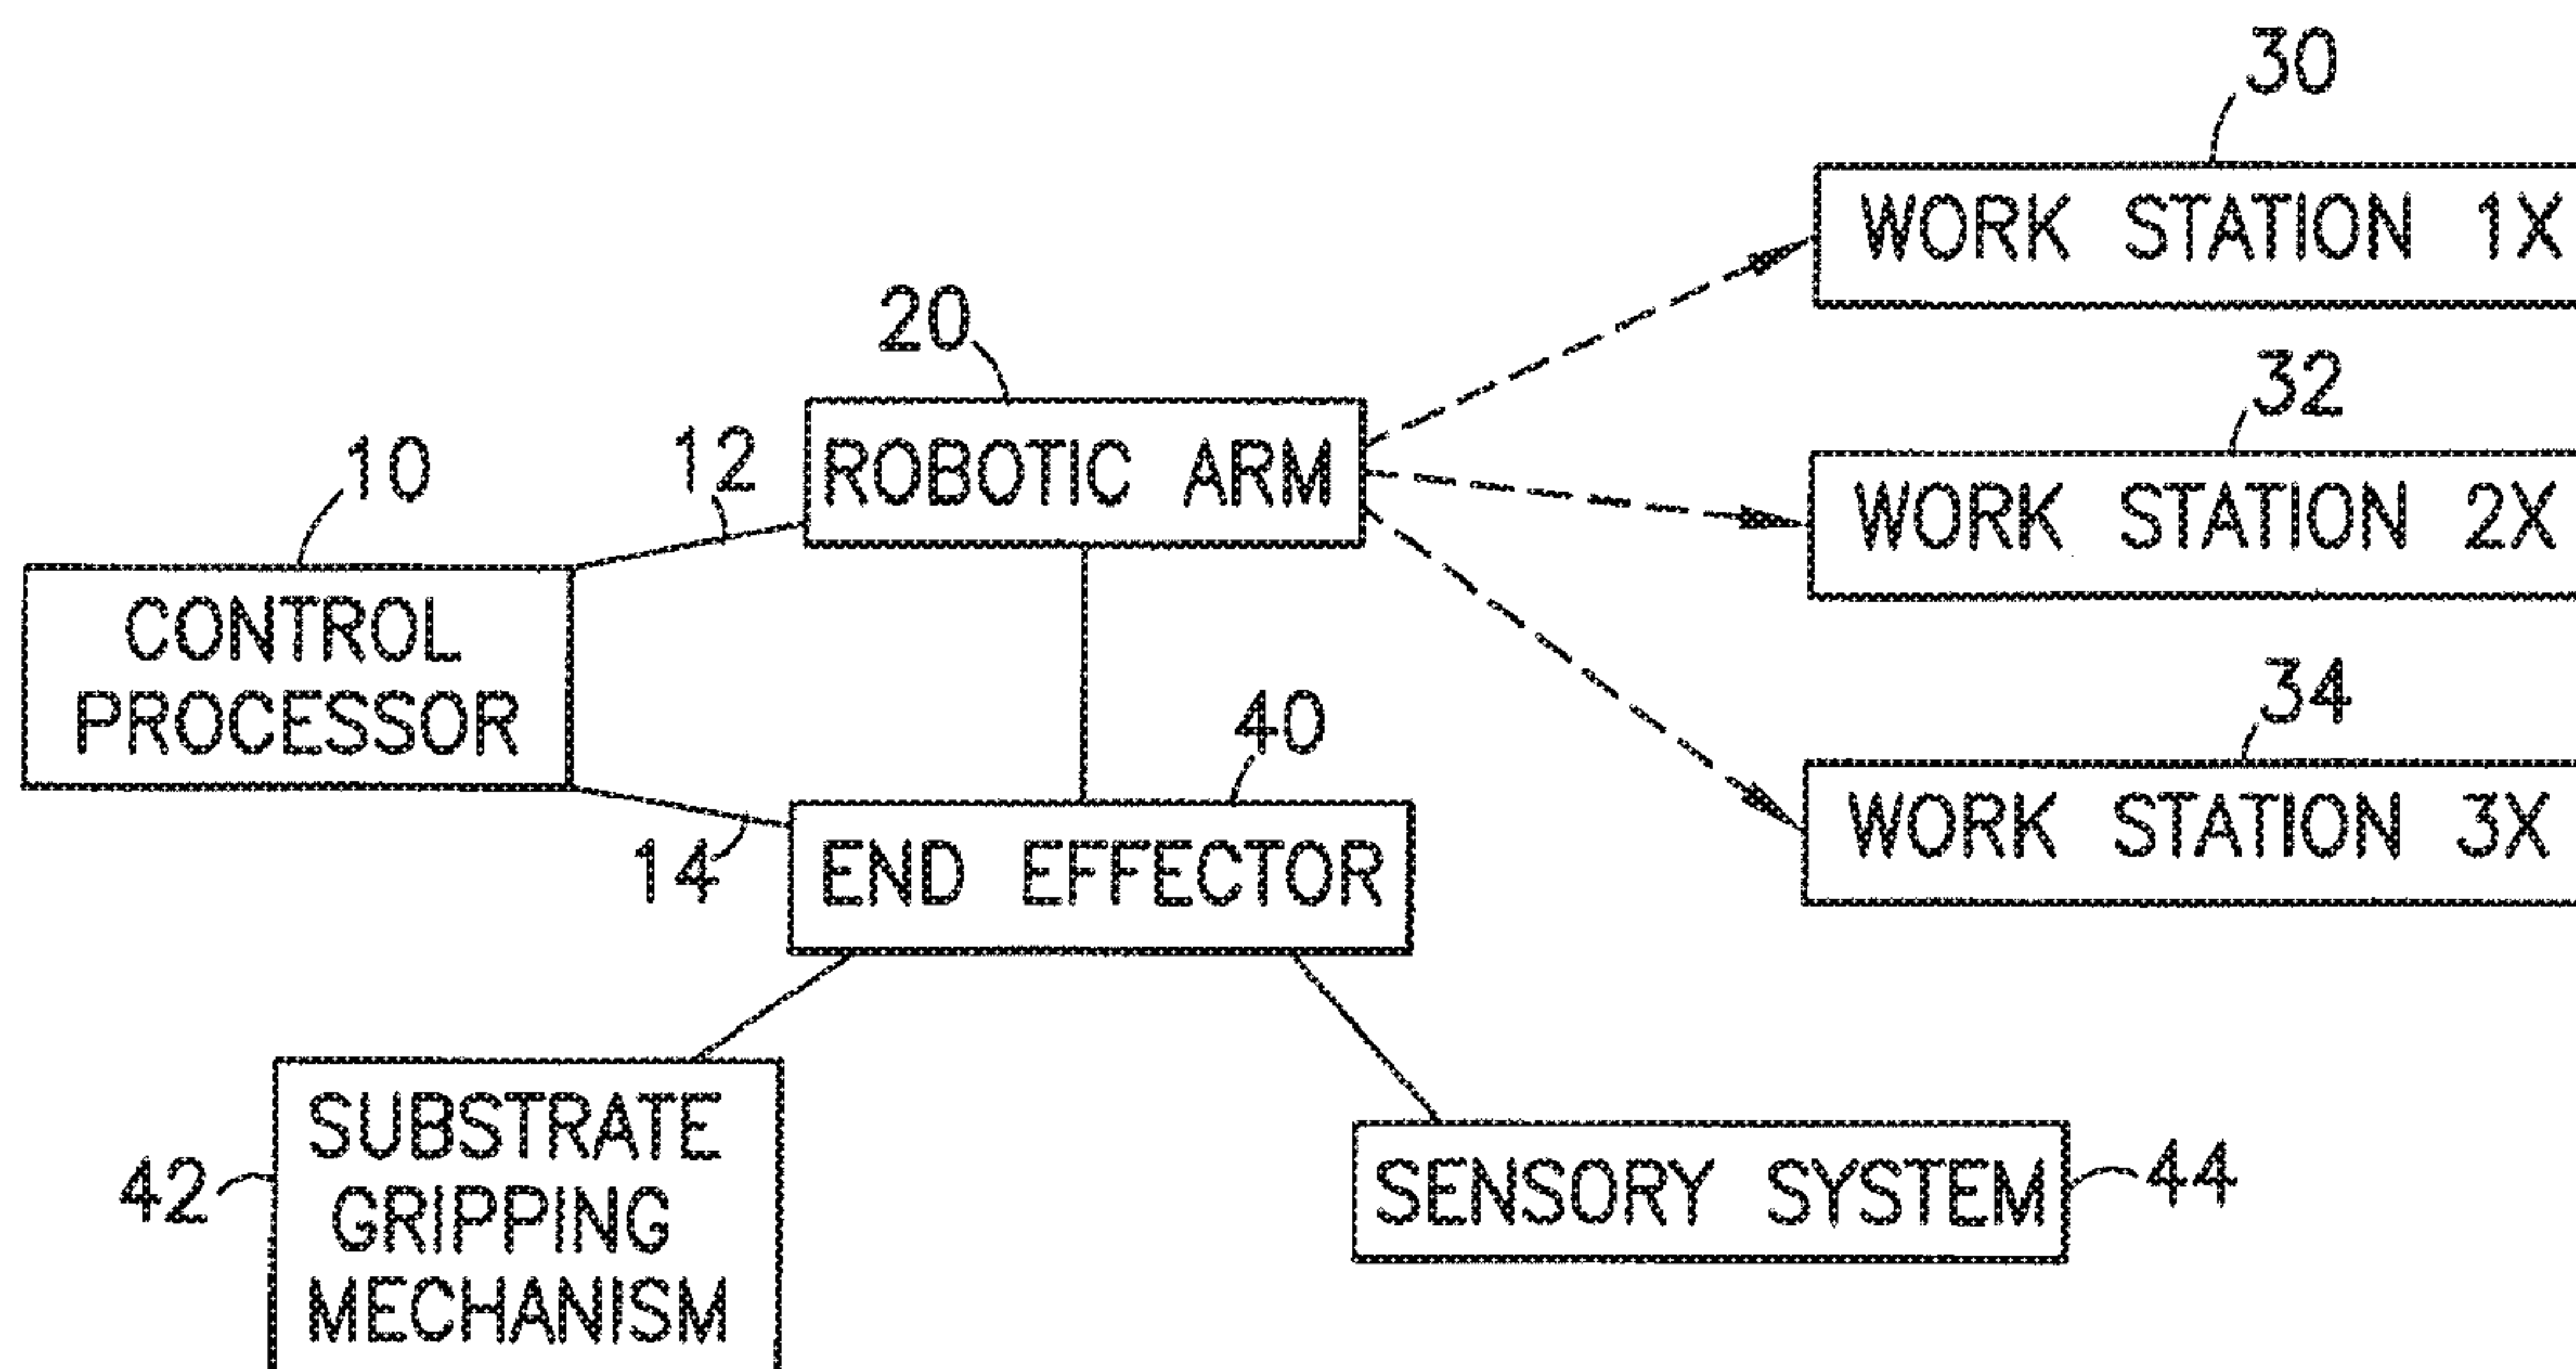 30
WORK STATION 1X
20
32
ROBOTIC ARM
WORK STATION 2X
10
12
CONTROL
PROCESSOR
34
40
WORK STATION 3X
14
END EFFECTOR
SUBSTRATE
GRIPPING
MECHANISM
42
SENSORY SYSTEM
44